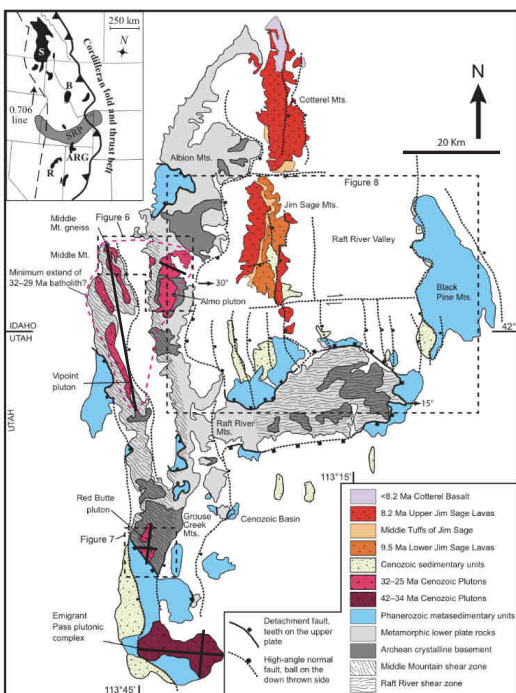 250 km
N
S
B
0.706
line
SRP
ARG
R
Cordilleran fold and thrust belt
Cotterel Mts.
N
20 Km
Albion Mts.
Figure 8
Jim Sage Mts.
Middle
Mt. gneiss
Figure 6
Raft River Valley
Middle Mt.
Minimum extend of
32–29 Ma batholith?
30°
Almo pluton
Black
Pine Mts.
IDAHO
UTAH
42°
Vipoint
pluton
15°
UTAH
Raft River
Mts.
113°15'
Red Butte
pluton
Grouse
Creek
Mts.
Cenozoic Basin
Figure 7
Emigrant
Pass plutonic
complex
113°45'
Detachment fault,
teeth on the upper
plate
High-angle normal
fault, ball on the
down thrown side
<8.2 Ma Cotterel Basalt
8.2 Ma Upper Jim Sage Lavas
Middle Tuffs of Jim Sage
9.5 Ma Lower Jim Sage Lavas
Cenozoic sedimentary units
32–25 Ma Cenozoic Plutons
42–34 Ma Cenozoic Plutons
Phanerozoic metasedimentary units
Metamorphic lower plate rocks
Archean crystalline basement
Middle Mountain shear zone
Raft River shear zone